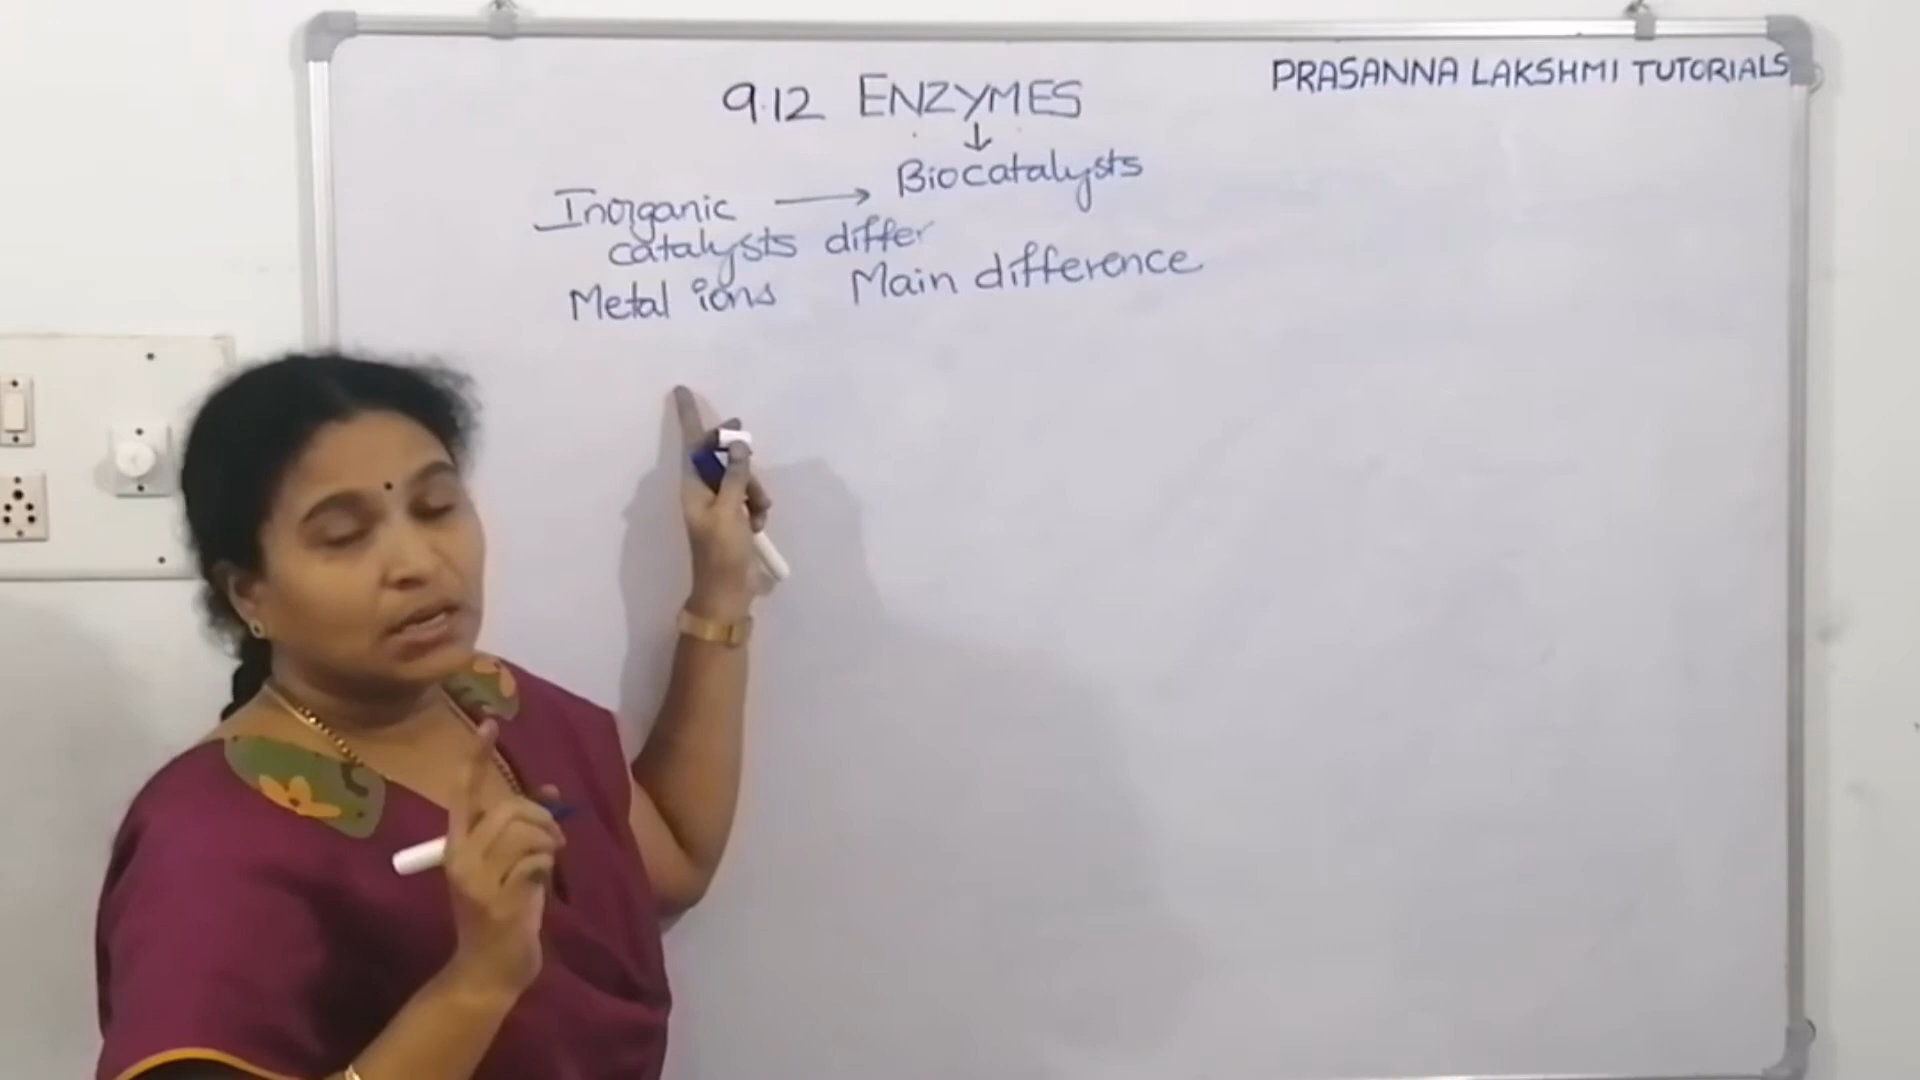 PRASANNA LAKSHMI TUTORIALS
9.12 ENZYMES
↓
Biocatalysts
Inorganic →
catalysts differ
Metal ions Main difference